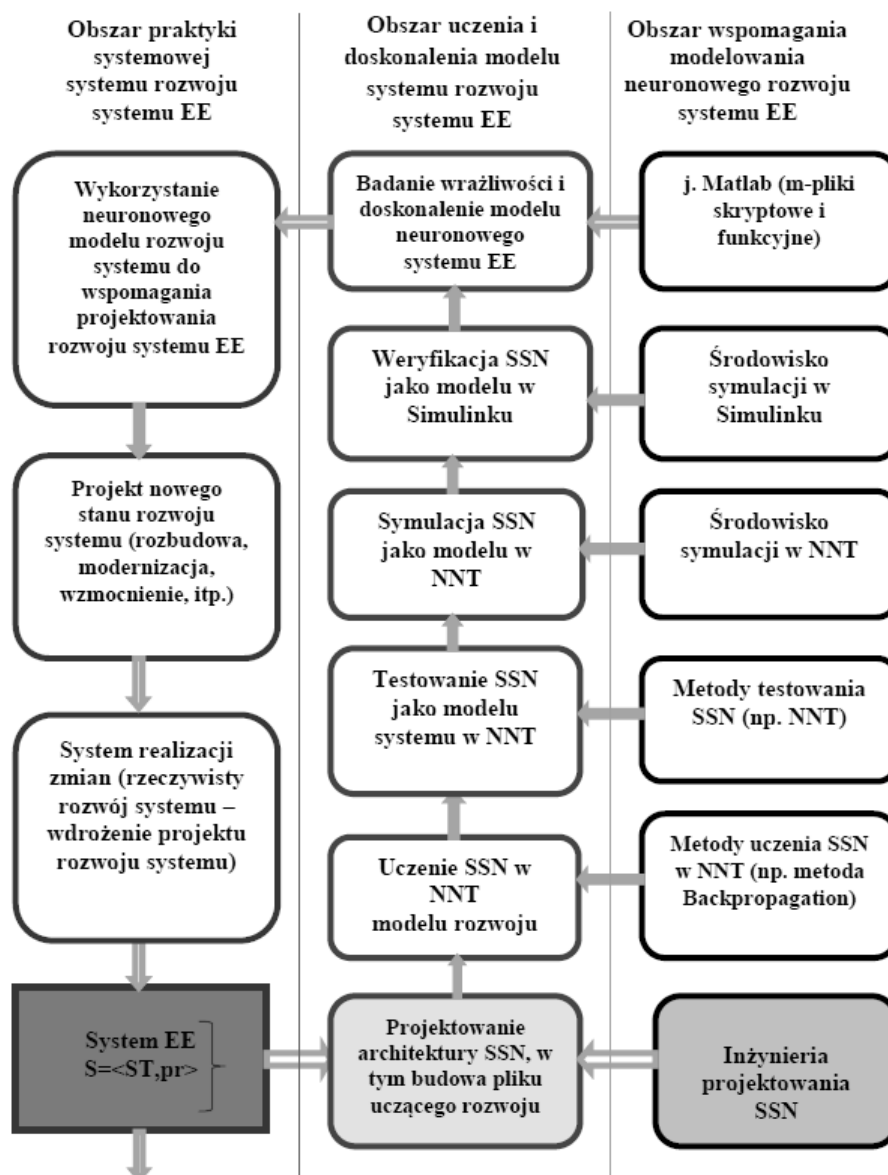 Obszar praktyki
systemowej
systemu rozwoju
systemu EE
Obszar uczenia i
doskonalenia modelu
systemu rozwoju
systemu EE
Obszar wspomagania
modelowania
neuronowego rozwoju
systemu EE
Wykorzystanie
neuronowego
modelu rozwoju
systemu do
wspomagania
projektowania
rozwoju systemu EE
Badanie wrażliwości i
doskonalenie modelu
neuronowego
systemu EE
j. Matlab (m-pliki
skryptowe i
funkcyjne)
Weryfikacja SSN
jako modelu w
Simulinku
Środowisko
symulacji w
Simulinku
Projekt nowego
stanu rozwoju
systemu (rozbudowa,
modernizacja,
wzmocnienie, itp.)
Symulacja SSN
jako modelu w
NNT
Środowisko
symulacji w NNT
Testowanie SSN
jako modelu
systemu w NNT
Metody testowania
SSN (np. NNT)
System realizacji
zmian (rzeczywisty
rozwój systemu –
wdrożenie projektu
rozwoju systemu)
Uczenie SSN w
NNT
modelu rozwoju
Metody uczenia SSN
w NNT (np. metoda
Backpropagation)
System EE
S=<ST,pr>
Projektowanie
architektury SSN, w
tym budowa pliku
uczącego rozwoju
Inżynieria
projektowania
SSN